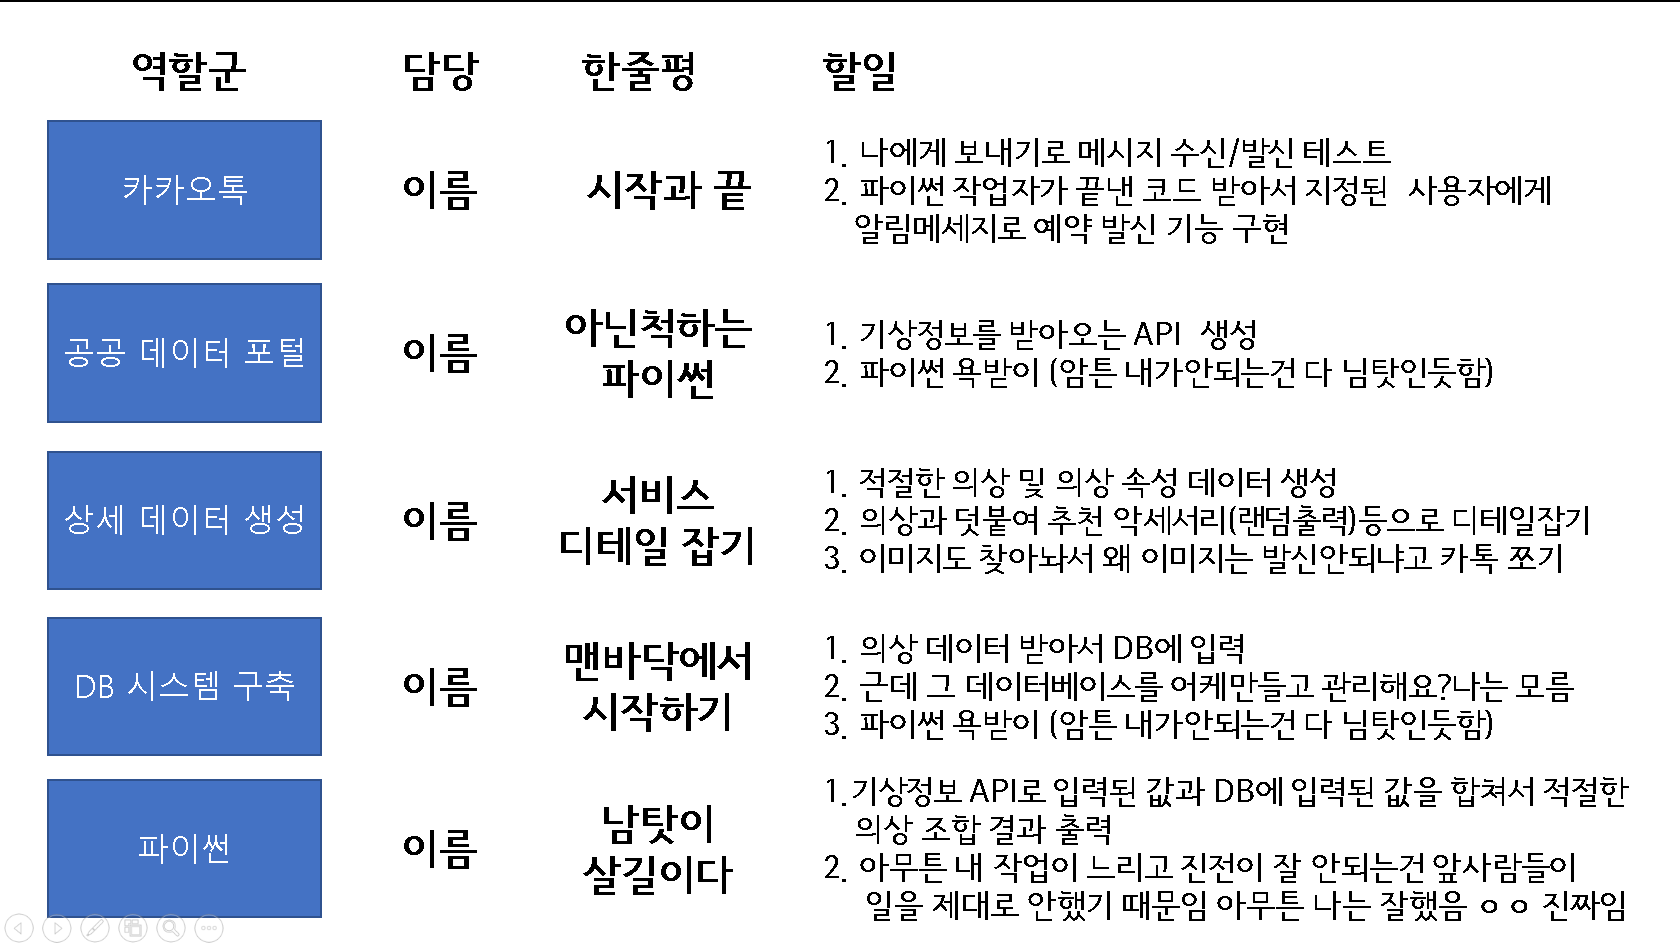 역할군 담당 한줄평 할일
카카오톡 이름 시작과 끝
1. 나에게 보내기로 메시지 수신/발신 테스트
2. 파이썬 작업자가 끝낸 코드 받아서 지정된 사용자에게
알림메세지로 예약 발신 기능 구현
공공 데이터 포털 이름
아닌척하는
파이썬
1. 기상정보를 받아오는 API 생성
2. 파이썬 욕받이 (암튼 내가안되는건 다 님탓인듯함)
상세 데이터 생성 이름
서비스
디테일 잡기
1. 적절한 의상 및 의상 속성 데이터 생성
2. 의상과 덧붙여 추천 악세서리(랜덤출력)등으로 디테일잡기
3. 이미지도 찾아놔서 왜 이미지는 발신안되냐고 카톡 쪼기
DB 시스템 구축 이름
맨바닥에서
시작하기
1. 의상 데이터 받아서 DB에 입력
2. 근데 그 데이터베이스를 어케만들고 관리해요?나는 모름
3. 파이썬 욕받이 (암튼 내가안되는건 다 님탓인듯함)
파이썬 이름
남탓이
살길이다
1.기상정보 API로 입력된 값과 DB에 입력된 값을 합쳐서 적절한
의상 조합 결과 출력
2. 아무튼 내 작업이 느리고 진전이 잘 안되는건 앞사람들이
일을 제대로 안했기 때문임 아무튼 나는 잘했음 ㅇㅇ 진짜임